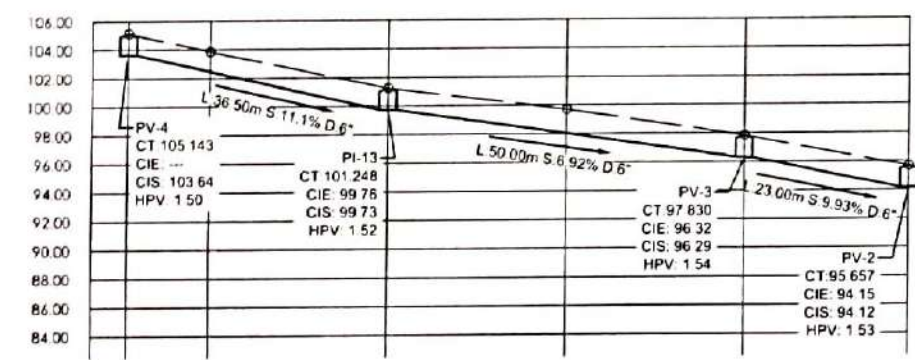 106.00
104.00
102.00
100.00
98.00
96.00
94.00
92.00
90.00
88.00
86.00
84.00
L:36.50m S:11.1% D.6"
PV-4
CT:105.143
CIE: ---
CIS: 103.64
HPV: 1.50
PI-13
CT:101.248
CIE: 99.76
CIS: 99.73
HPV: 1.52
L:50.00m S:6.92% D.6"
PV-3
CT:97.830
CIE: 96.32
CIS: 96.29
HPV: 1.54
L:23.00m S:9.93% D.6"
PV-2
CT:95.657
CIE: 94.15
CIS: 94.12
HPV: 1.53